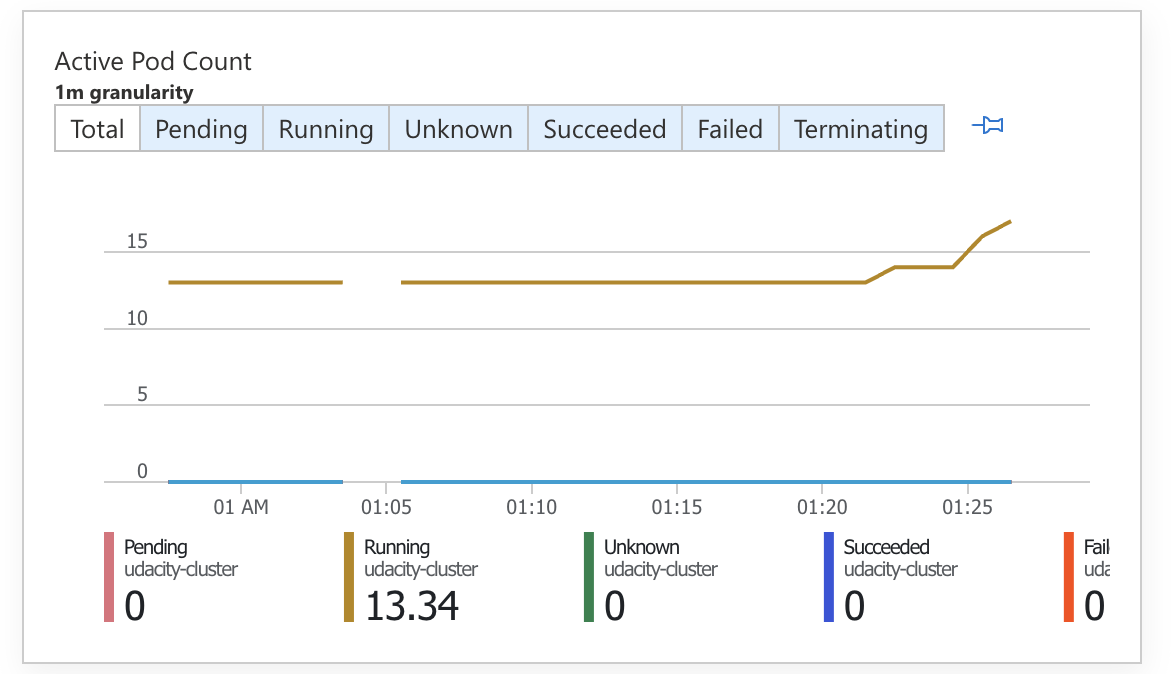 Active Pod Count
1m granularity
Total Pending Running Unknown Succeeded Failed Terminating
15
10
5
0
01 AM 01:05 01:10 01:15 01:20 01:25
Pending Running Unknown Succeeded Fail
udacity-cluster udacity-cluster udacity-cluster udacity-cluster uda
0 13.34 0 0 0